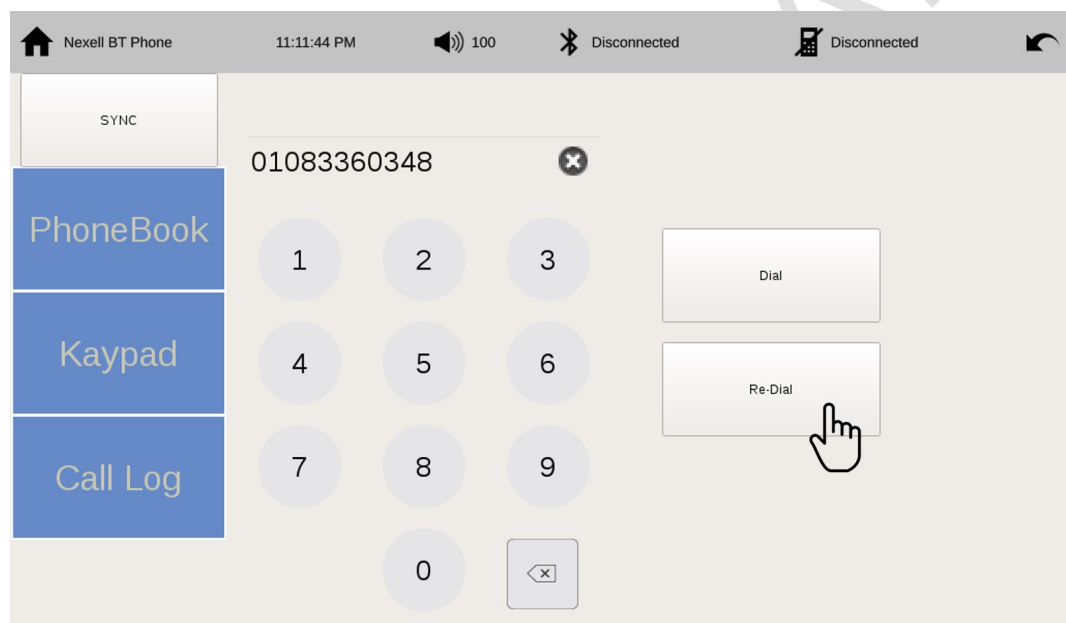 Nexell BT Phone 11:11:44 PM 100 Disconnected Disconnected
SYNC
01083360348
PhoneBook
Kaypad
Call Log
1 2 3
4 5 6
7 8 9
0
Dial
Re-Dial